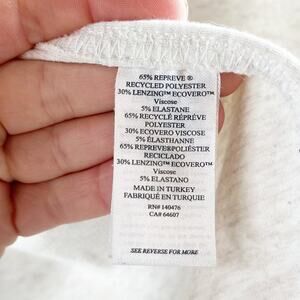 65% REPREVE ®
RECYCLED POLYESTER
30% LENZING™ ECOVERO™
Viscose
5% ELASTANE
65% RECYCLÉ RÉPRÉVE
POLYESTER
30% ECOVERO VISCOSE
5% ÉLASTHANNE
65% REPREVE®POLIÉSTER
RECICLADO
30% LENZING™ ECOVERO™
Viscose
5% ELASTANO
MADE IN TURKEY
FABRIQUÉ EN TURQUIE
RN# 140476
CA# 64607
SEE REVERSE FOR MORE